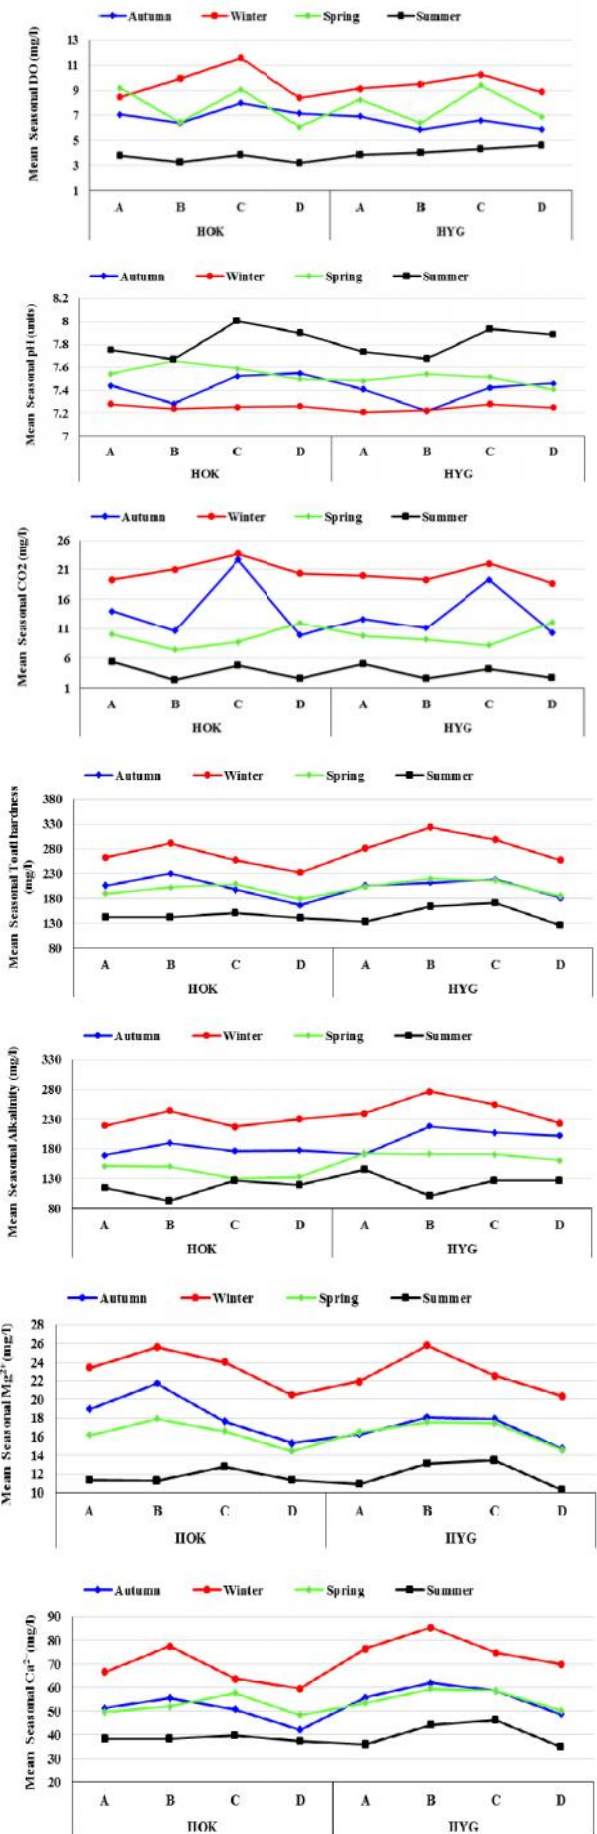 Autumn Winter Spring Summer
Mean Seasonal DO (mg/l)
13
11
9
7
5
3
1
A B C D A B C D
HOK HYG
Autumn Winter Spring Summer
Mean Seasonal pH (units)
8.2
8
7.8
7.6
7.4
7.2
7
A B C D A B C D
HOK HYG
Autumn Winter Spring Summer
Mean Seasonal CO2 (mg/l)
26
21
16
11
6
1
A B C D A B C D
HOK HYG
Autumn Winter Spring Summer
Mean Seasonal Toatl hardness
(mg/l)
380
330
280
230
180
130
80
A B C D A B C D
HOK HYG
Autumn Winter Spring Summer
Mean Seasonal Alkalinity (mg/l)
330
280
230
180
130
80
A B C D A B C D
HOK HYG
Autumn Winter Spring Summer
Mean Seasonal Mg²⁺ (mg/l)
28
26
24
22
20
18
16
14
12
10
A B C D A B C D
HOK HYG
Autumn Winter Spring Summer
Mean Seasonal Ca²⁺ (mg/l)
90
80
70
60
50
40
30
20
A B C D A B C D
HOK HYG